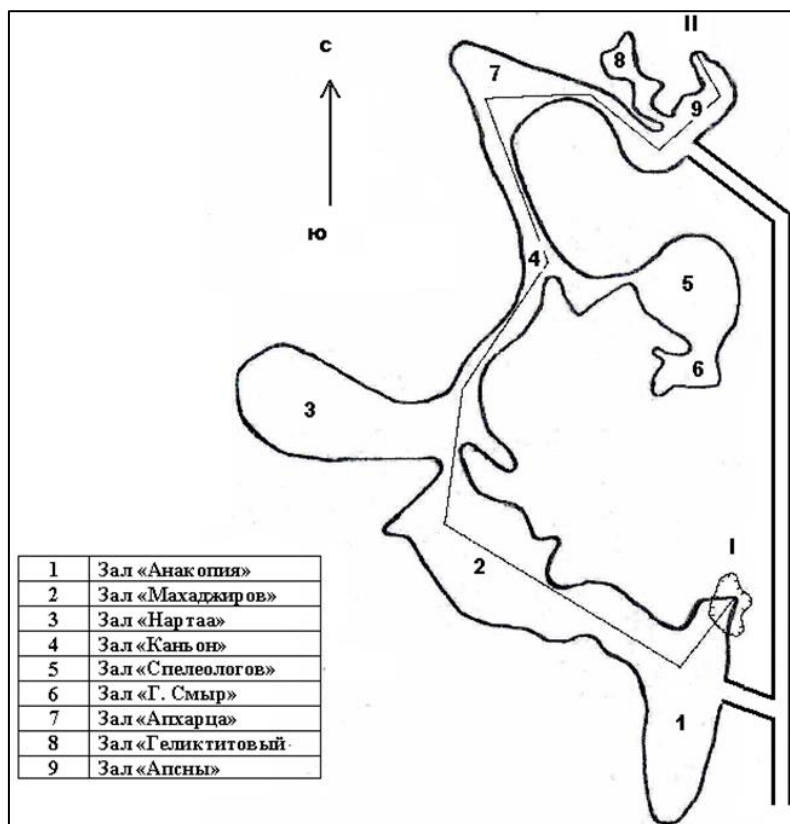 II
С
7
8
9
Ю
4
5
6
3
I
2
1
1 Зал «Анакопия»
2 Зал «Махаджиров»
3 Зал «Нартаа»
4 Зал «Каньон»
5 Зал «Спелеологов»
6 Зал «Г. Смыр»
7 Зал «Апхарца»
8 Зал «Геликтитовый
9 Зал «Апсны»